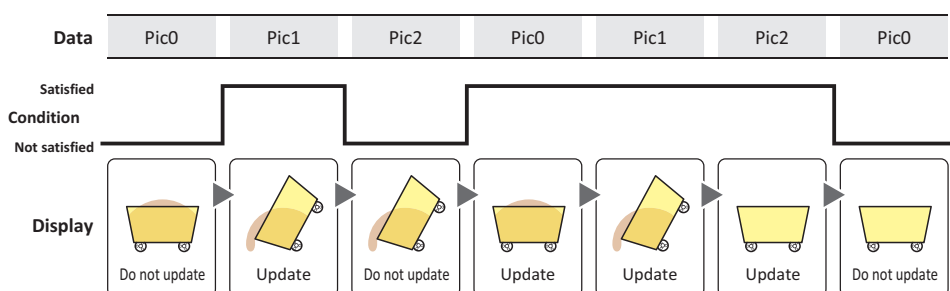 Data Pic0 Pic1 Pic2 Pic0 Pic1 Pic2 Pic0
Satisfied
Condition
Not satisfied
Display
Do not update Update Do not update Update Update Update Do not update